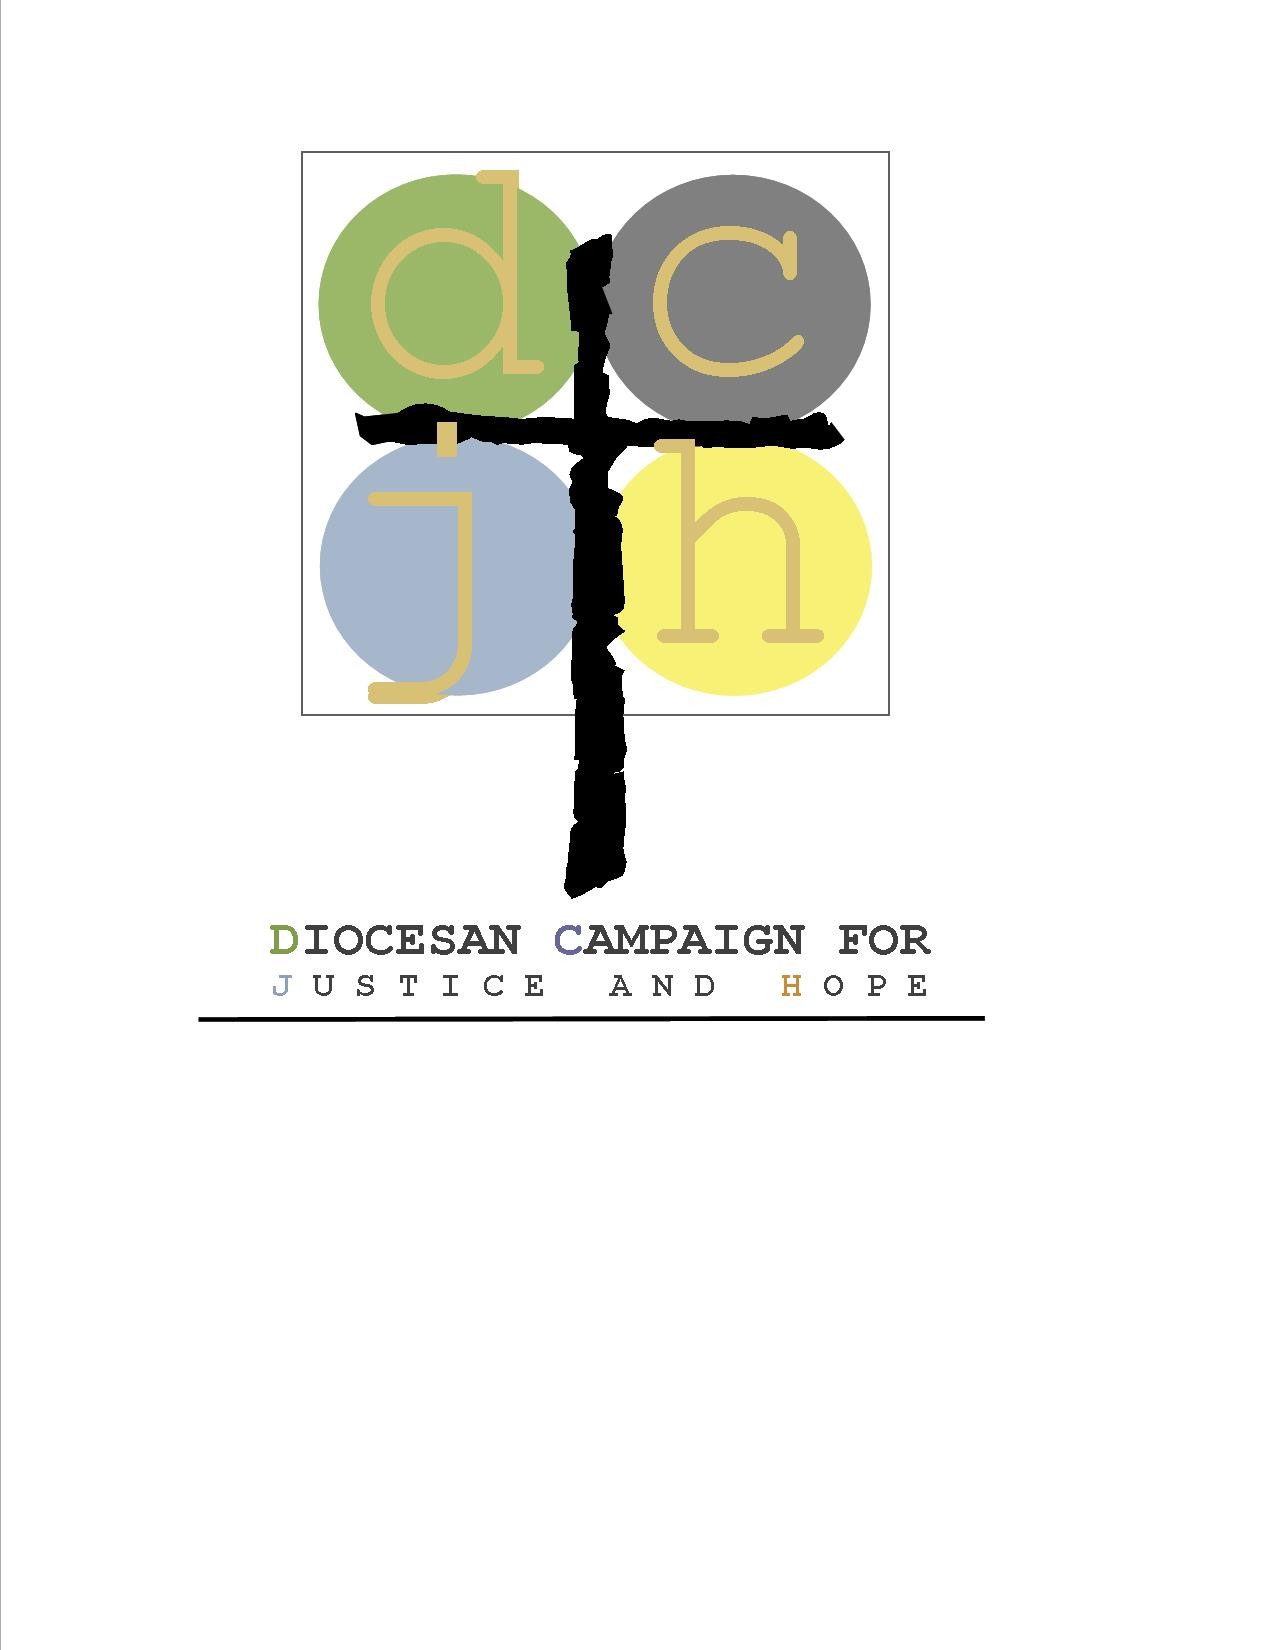 d c
j h
DIOCESAN CAMPAIGN FOR
JUSTICE AND HOPE